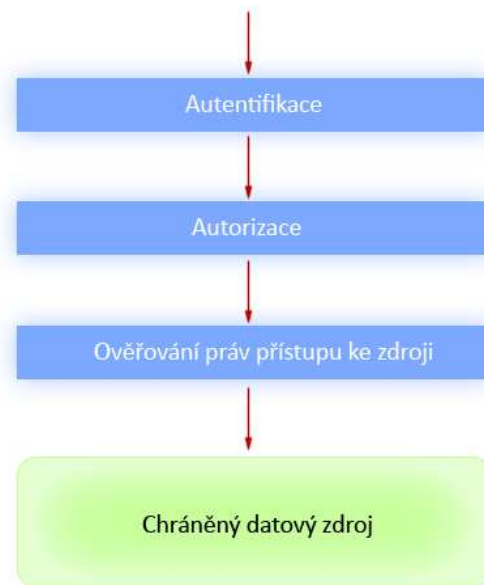 Autentifikace
Autorizace
Ověřování práv přístupu ke zdroji
Chráněný datový zdroj